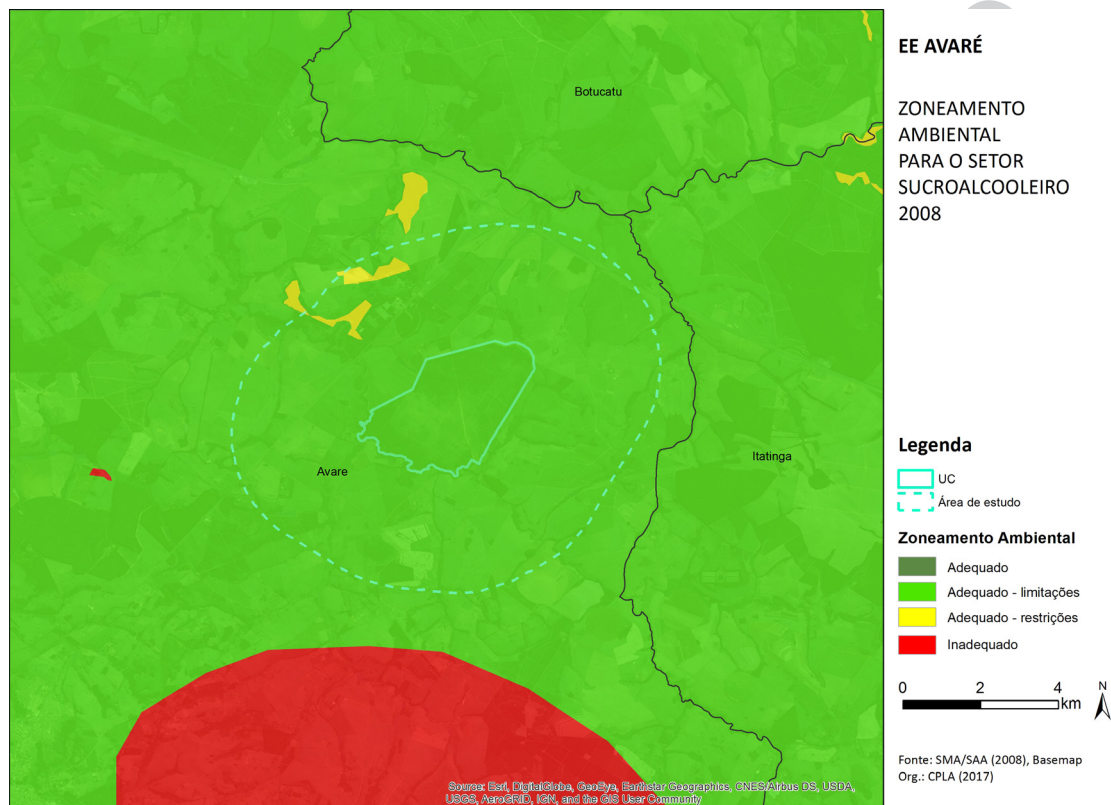 EE AVARÉ
ZONEAMENTO
AMBIENTAL
PARA O SETOR
SUCROALCOOLEIRO
2008
Botucatu
Avare
Itatinga
Legenda
UC
Área de estudo
Zoneamento Ambiental
Adequado
Adequado - limitações
Adequado - restrições
Inadequado
0 2 4
km
N
Fonte: SMA/SAA (2008), Basemap
Org.: CPLA (2017)
Source: Esri, DigitalGlobe, GeoEye, Earthstar Geographics, CNES/Airbus DS, USDA,
USGS, AeroGRID, IGN, and the GIS User Community